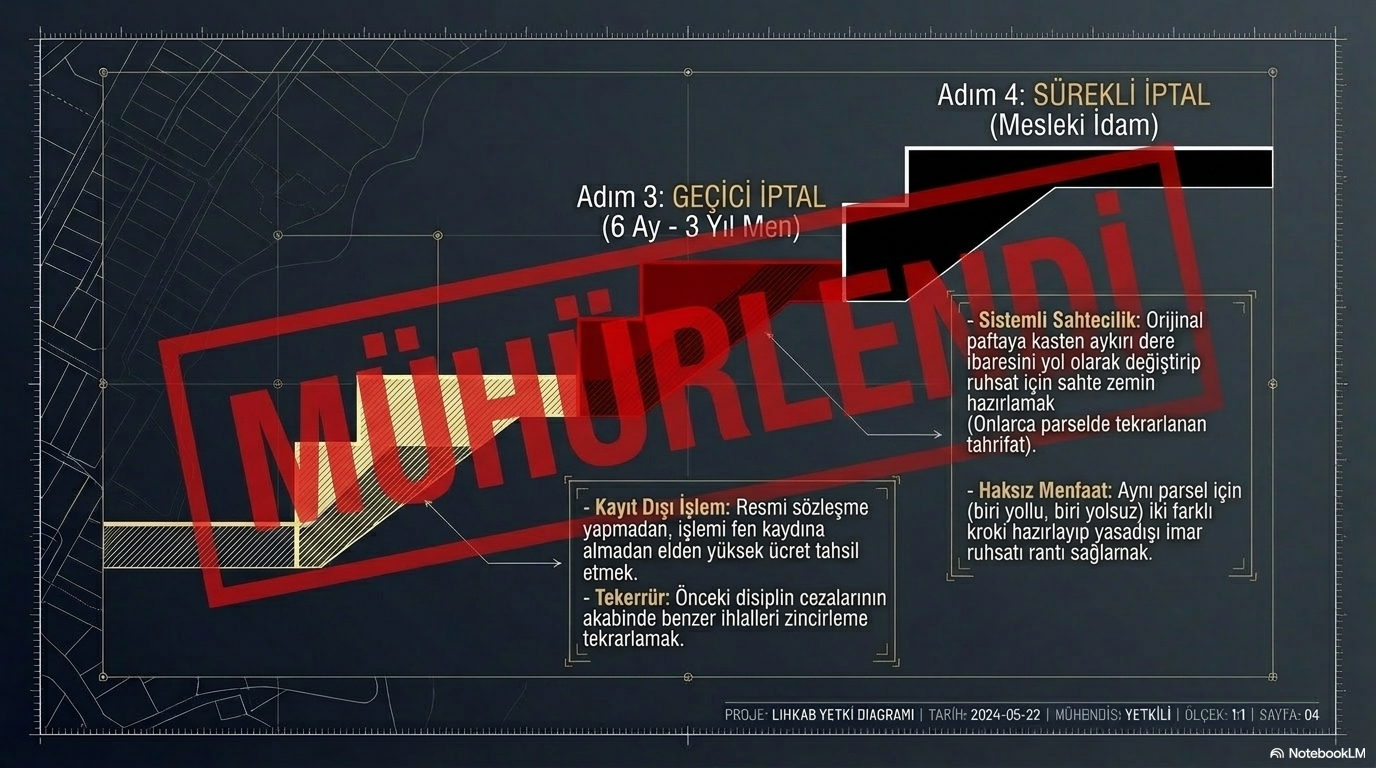 Adım 4: SÜREKLİ İPTAL
(Mesleki İdam)
Adım 3: GEÇİCİ İPTAL
(6 Ay - 3 Yıl Men)
MÜHÜRLENDİ
- Sistemli Sahtecilik: Orijinal
paftaya kasten aykırı dere
İbaresini yol olarak değiştirip
ruhsat için sahte zemin
hazırlamak
(Onlarca parselde tekrarlanan
tahrifat).
- Haksız Menfaat: Aynı parsel için
(biri yollu, biri yolsuz) iki farklı
kroki hazırlayıp yasadışı imar
ruhsatı rantı sağlarnak.
- Kayıt Dışı İşlem: Resmi sözleşme
yapmadan, işlemi fen kaydına
almadan elden yüksek ücret tahsil
etmek.
- Tekerrür: Önceki disiplin cezalarının
akabinde benzer ihlalleri zincirleme
tekrarlamak.
PROJE: LIHKAB YETKİ DIAGRAMI | TARİH: 2024-05-22 | MÜHENDİS: YETKİLİ | ÖLÇEK: 1:1 | SAYFA: 04
NotebookLM